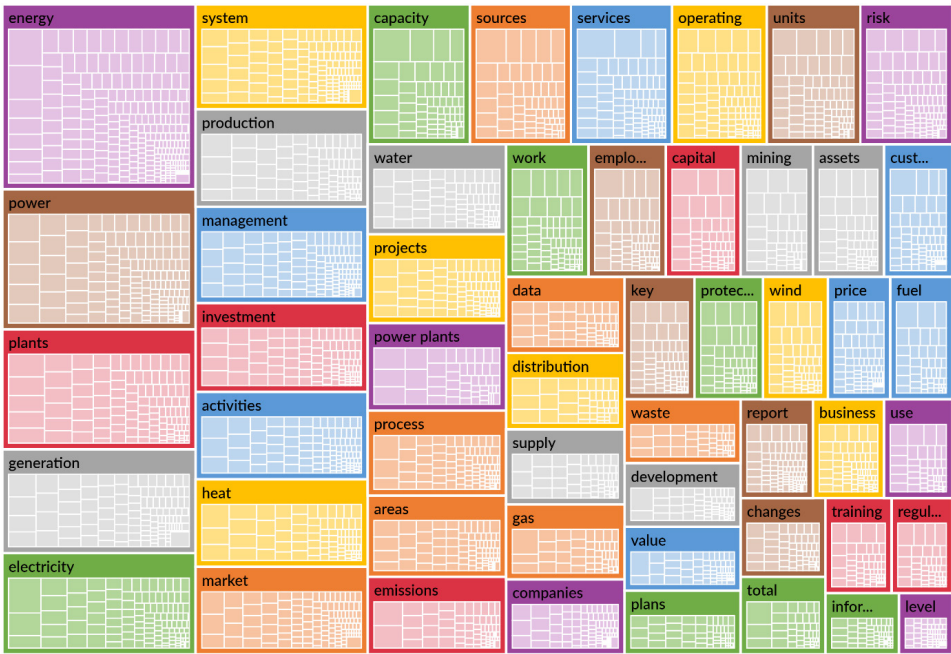 energy
power
plants
generation
electricity
system
production
management
investment
activities
heat
market
capacity
sources
services
operating
units
risk
water
projects
power plants
process
areas
emissions
work
emplo...
capital
mining
assets
cust...
data
distribution
supply
gas
companies
key
protec...
wind
price
fuel
waste
development
value
plans
report
business
use
changes
training
regul...
total
infor...
level